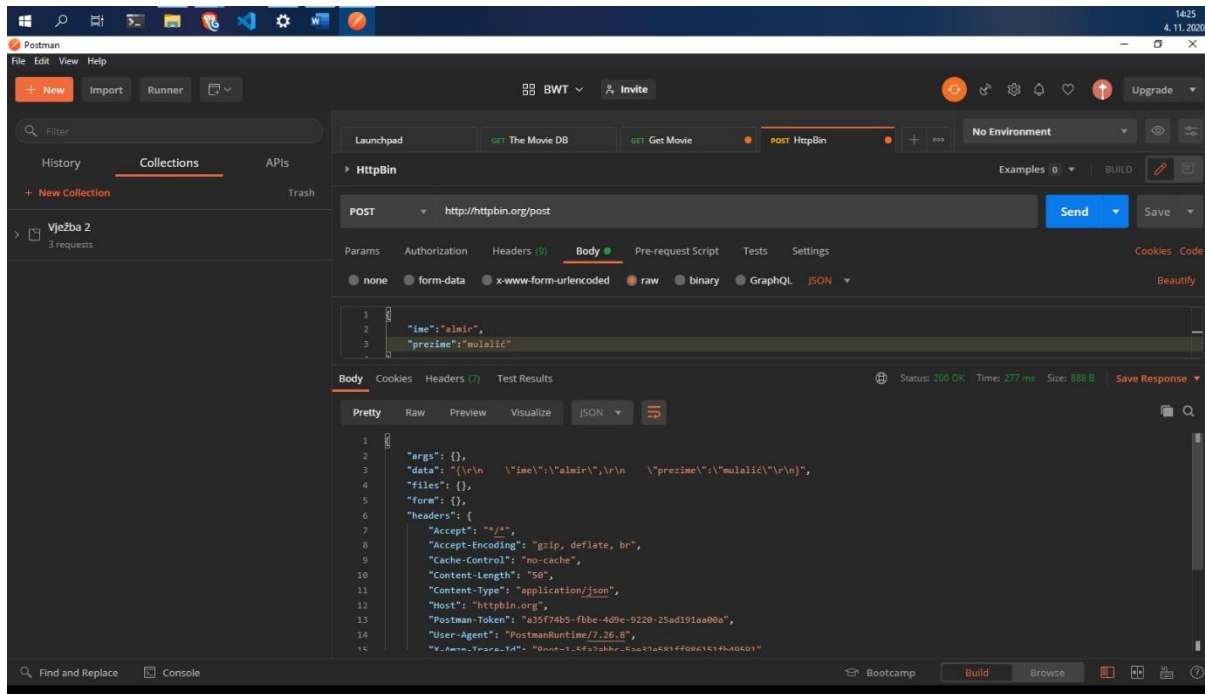 14:25
4. 11. 2020
Postman
File Edit View Help
+ New Import Runner BWT Invite Upgrade
Filter
History Collections APIs
+ New Collection Trash
Vježba 2
3 requests
Launchpad GET The Movie DB GET Get Movie POST HttpBin + ooo No Environment
HttpBin Examples 0 BUILD
POST http://httpbin.org/post Send Save
Params Authorization Headers (9) Body Pre-request Script Tests Settings Cookies Code
none form-data x-www-form-urlencoded raw binary GraphQL JSON Beautify
1 {
2 "ime":"almir",
3 "prezime":"mulalić"
Body Cookies Headers (7) Test Results Status: 200 OK Time: 277 ms Size: 888 B Save Response
Pretty Raw Preview Visualize JSON
1 {
2 "args": {},
3 "data": "{\r\n    \"ime\":\"almir\",\r\n    \"prezime\":\"mulalić\"\r\n}",
4 "files": {},
5 "form": {},
6 "headers": {
7 "Accept": "*/*",
8 "Accept-Encoding": "gzip, deflate, br",
9 "Cache-Control": "no-cache",
10 "Content-Length": "50",
11 "Content-Type": "application/json",
12 "Host": "httpbin.org",
13 "Postman-Token": "a35f74b5-fbbe-4d9e-9220-25ad191aa00a",
14 "User-Agent": "PostmanRuntime/7.26.8",
15 "X-Amzn-Trace-Id":
Find and Replace Console Bootcamp Build Browse